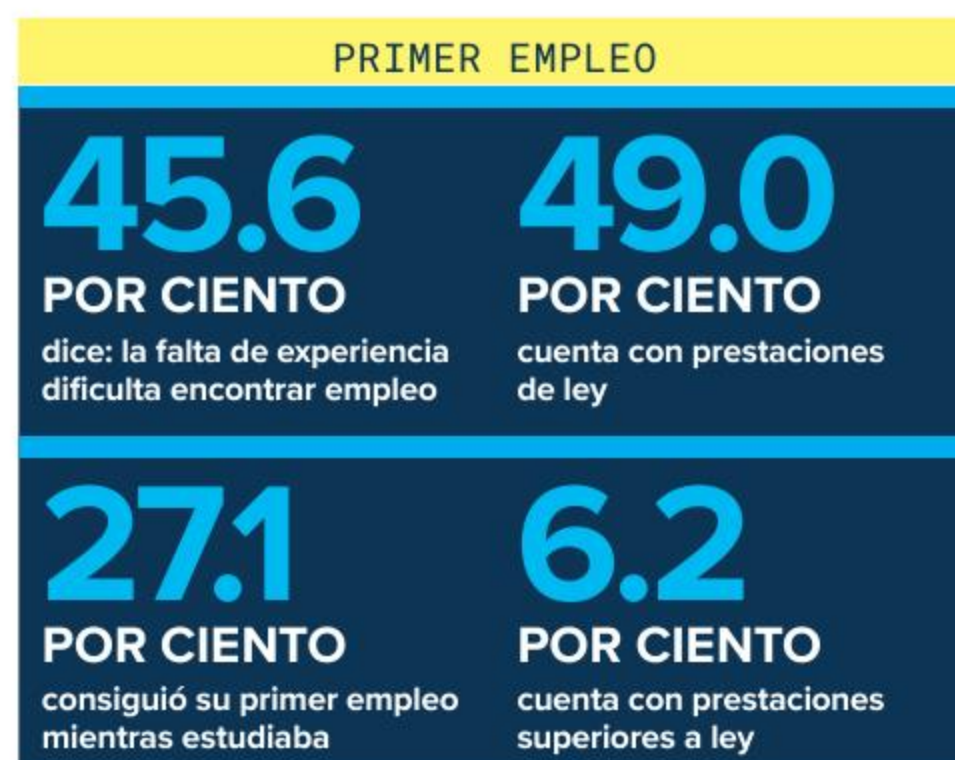 PRIMER EMPLEO
45.6
POR CIENTO
dice: la falta de experiencia
dificulta encontrar empleo
49.0
POR CIENTO
cuenta con prestaciones
de ley
27.1
POR CIENTO
consiguió su primer empleo
mientras estudiaba
6.2
POR CIENTO
cuenta con prestaciones
superiores a ley